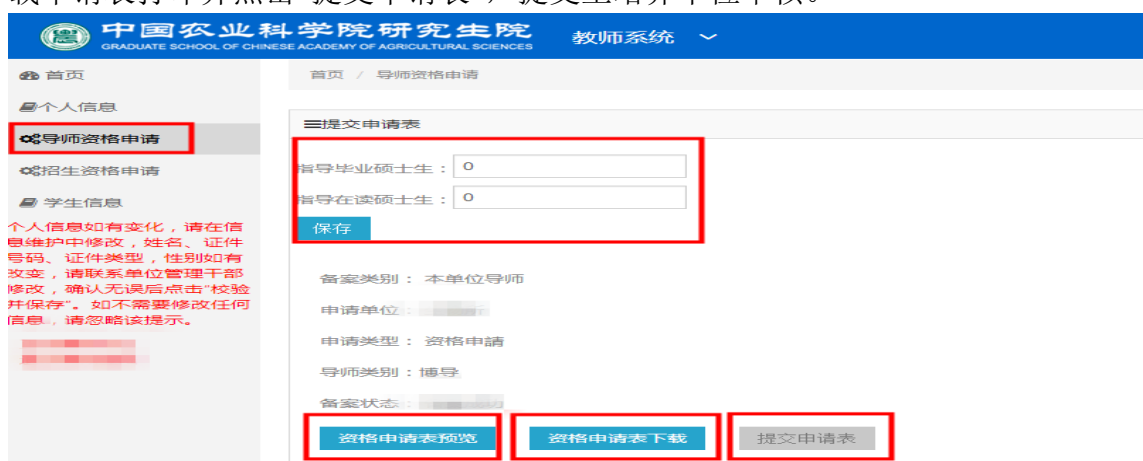 中国农业科学院研究生院
GRADUATE SCHOOL OF CHINESE ACADEMY OF AGRICULTURAL SCIENCES
教师系统
首页
个人信息
导师资格申请
招生资格申请
学生信息
个人信息如有变化，请在信
息维护中修改，姓名、证件
号码、证件类型，性别如有
改变，请联系单位管理干部
修改，确认无误后点击"校验
并保存"。如不需要修改任何
信息，请忽略该提示。
首页 / 导师资格申请
提交申请表
指导毕业硕士生： 0
指导在读硕士生： 0
保存
备案类别： 本单位导师
申请单位：
申请类型： 资格申請
导师类别：博导
备案状态：
资格申请表预览 资格申请表下载 提交申请表